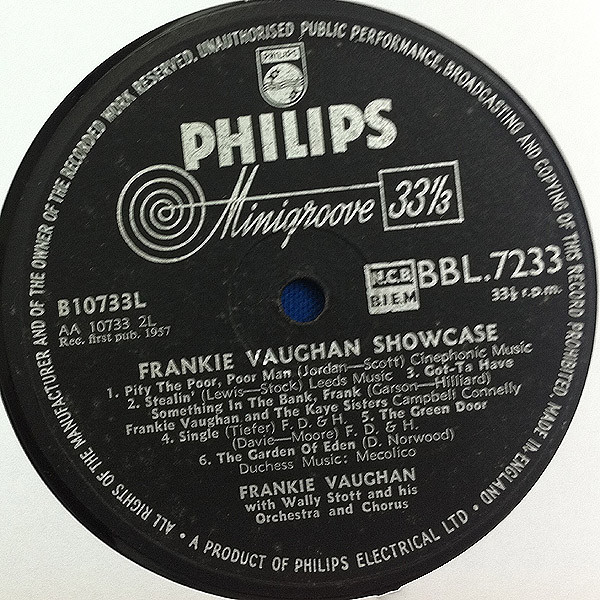 ALL RIGHTS OF THE MANUFACTURER AND OF THE OWNER OF THE RECORDED WORK RESERVED. UNAUTHORISED PUBLIC PERFORMANCE, BROADCASTING AND COPYING OF THIS RECORD PROHIBITED. MADE IN ENGLAND
PHILIPS
PHILIPS
Minigroove 33⅓
N.C.B.
BIEM
BBL.7233
33⅓ r.p.m.
B10733L
AA 10733 2L
Rec. first pub. 1957
FRANKIE VAUGHAN SHOWCASE
1. Pity The Poor, Poor Man (Jordan—Scott) Cinephonic Music
2. Stealin' (Lewis—Stock) Leeds Music 3. Got-Ta Have
Something In The Bank, Frank (Garson—Hilliard)
Frankie Vaughan and The Kaye Sisters Campbell Connelly
4. Single (Tiefer) F. D. & H. 5. The Green Door
(Davie—Moore) F. D. & H.
6. The Garden Of Eden (D. Norwood)
Duchess Music: Mecolico
FRANKIE VAUGHAN
with Wally Stott and his
Orchestra and Chorus
• A PRODUCT OF PHILIPS ELECTRICAL LTD •